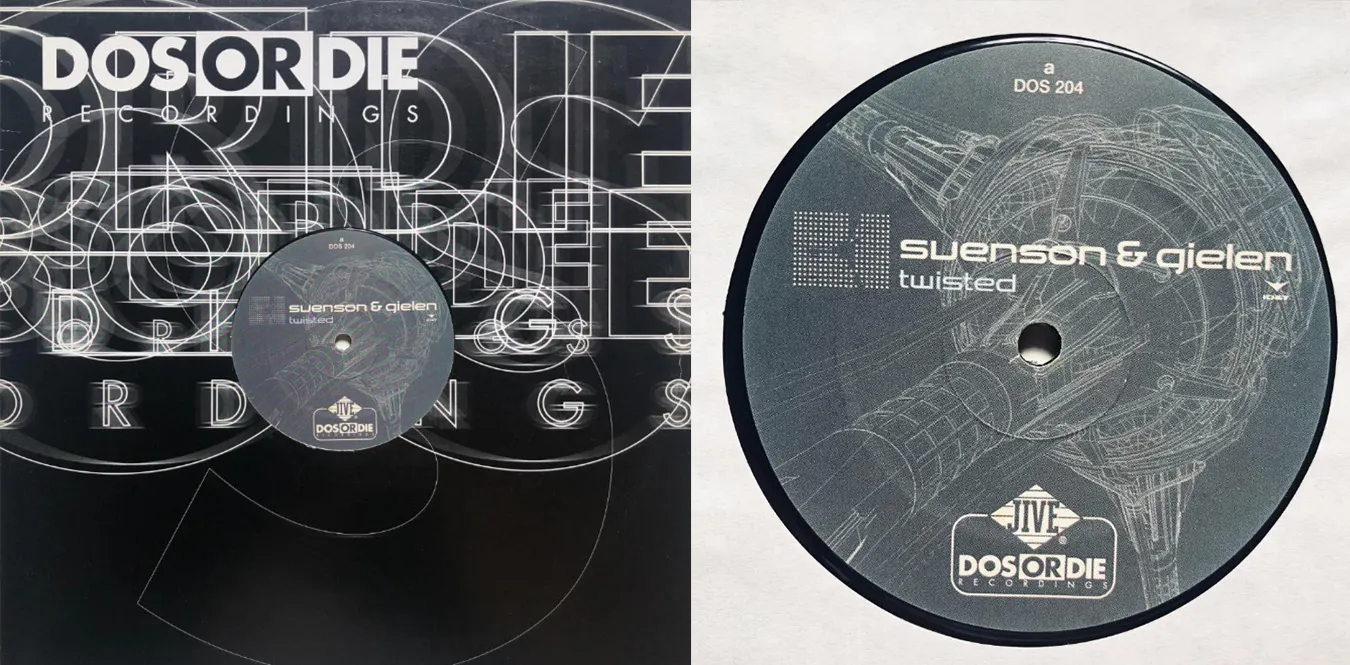 DOS OR DIE
RECORDINGS
a
DOS 204
suenson & gielen
twisted
JIVE
DOS OR DIE
RECORDINGS
a
DOS 204
suenson & gielen
twisted
ID&T
JIVE®
DOS OR DIE
RECORDINGS